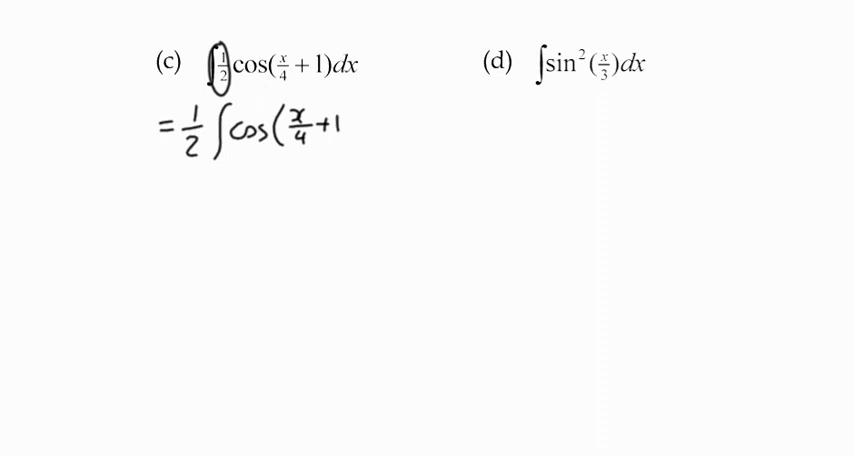 (c) ∫½cos(x/4 + 1)dx (d) ∫sin²(x/3)dx
= 1/2 ∫cos(x/4 + 1